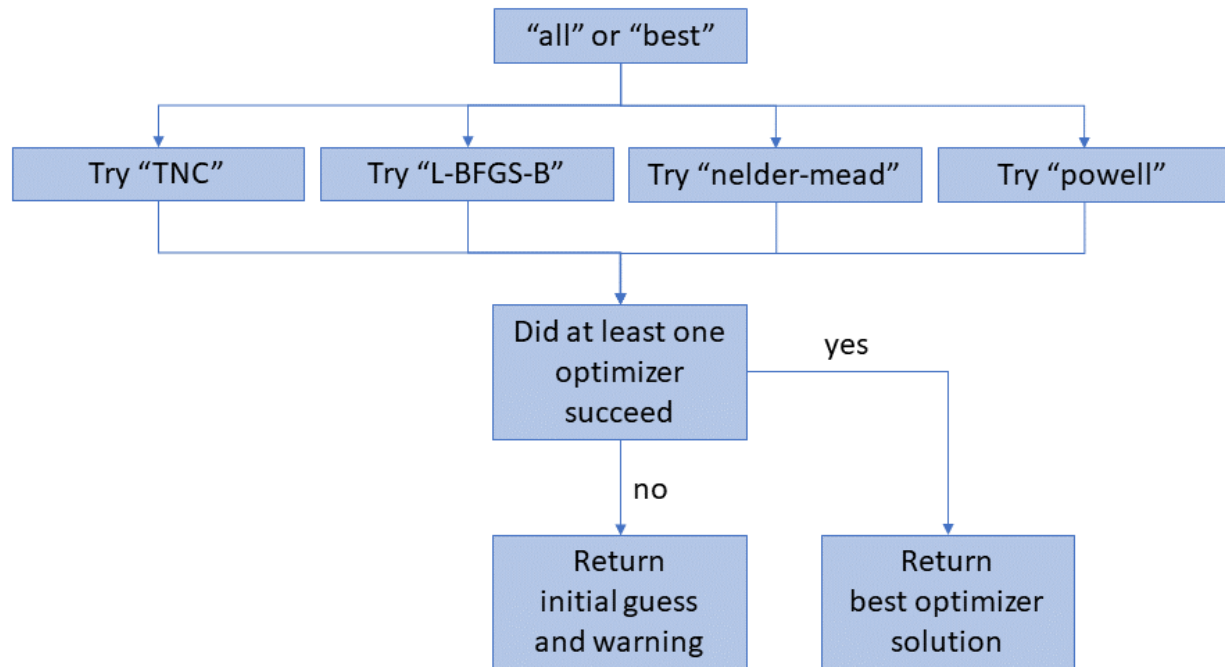 “all” or “best”
Try “TNC”
Try “L-BFGS-B”
Try “nelder-mead”
Try “powell”
Did at least one
optimizer
succeed
yes
no
Return
initial guess
and warning
Return
best optimizer
solution